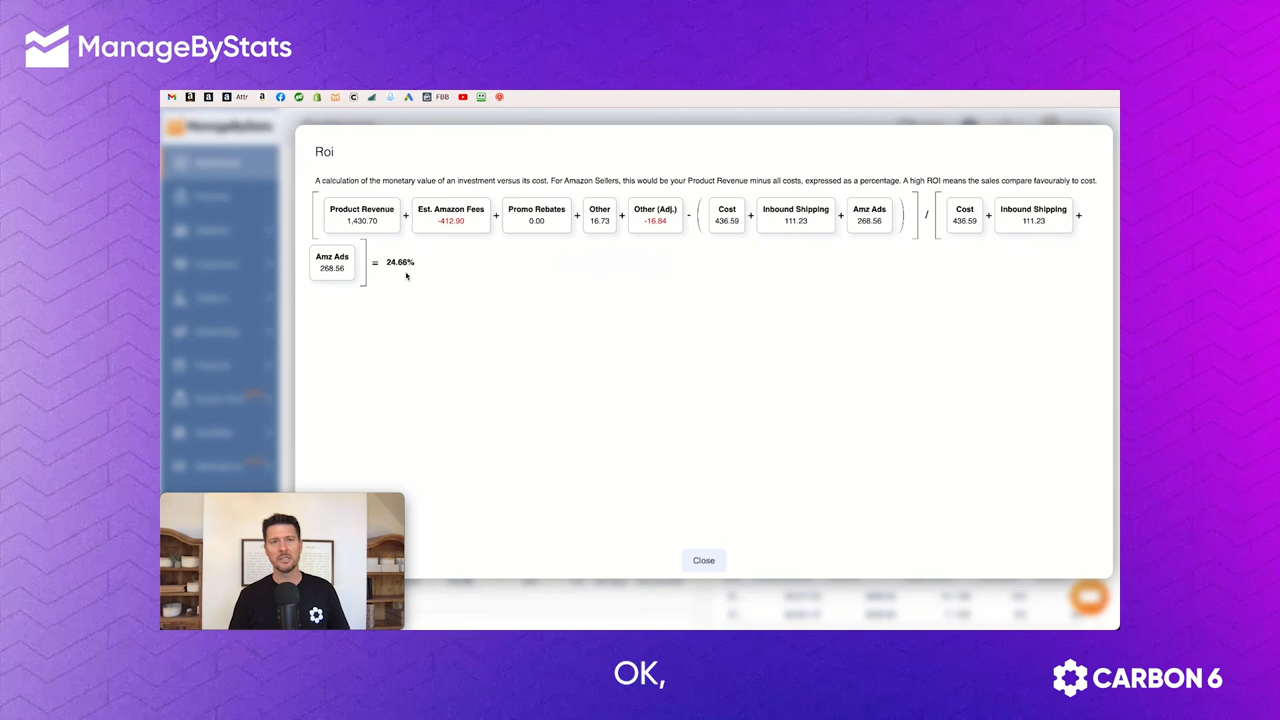 ManageByStats
Attr
FBB
ManageByStats
Roi
A calculation of the monetary value of an investment versus its cost. For Amazon Sellers, this would be your Product Revenue minus all costs, expressed as a percentage. A high ROI means the sales compare favourably to cost.
[ Product Revenue + Est. Amazon Fees + Promo Rebates + Other + Other (Adj.) - ( Cost + Inbound Shipping + Amz Ads ) ] / [ Cost + Inbound Shipping +
1,430.70 -412.90 0.00 16.73 -16.84 436.59 111.23 268.56 436.59 111.23
Amz Ads ] = 24.66%
268.56
Close
OK,
CARBON6